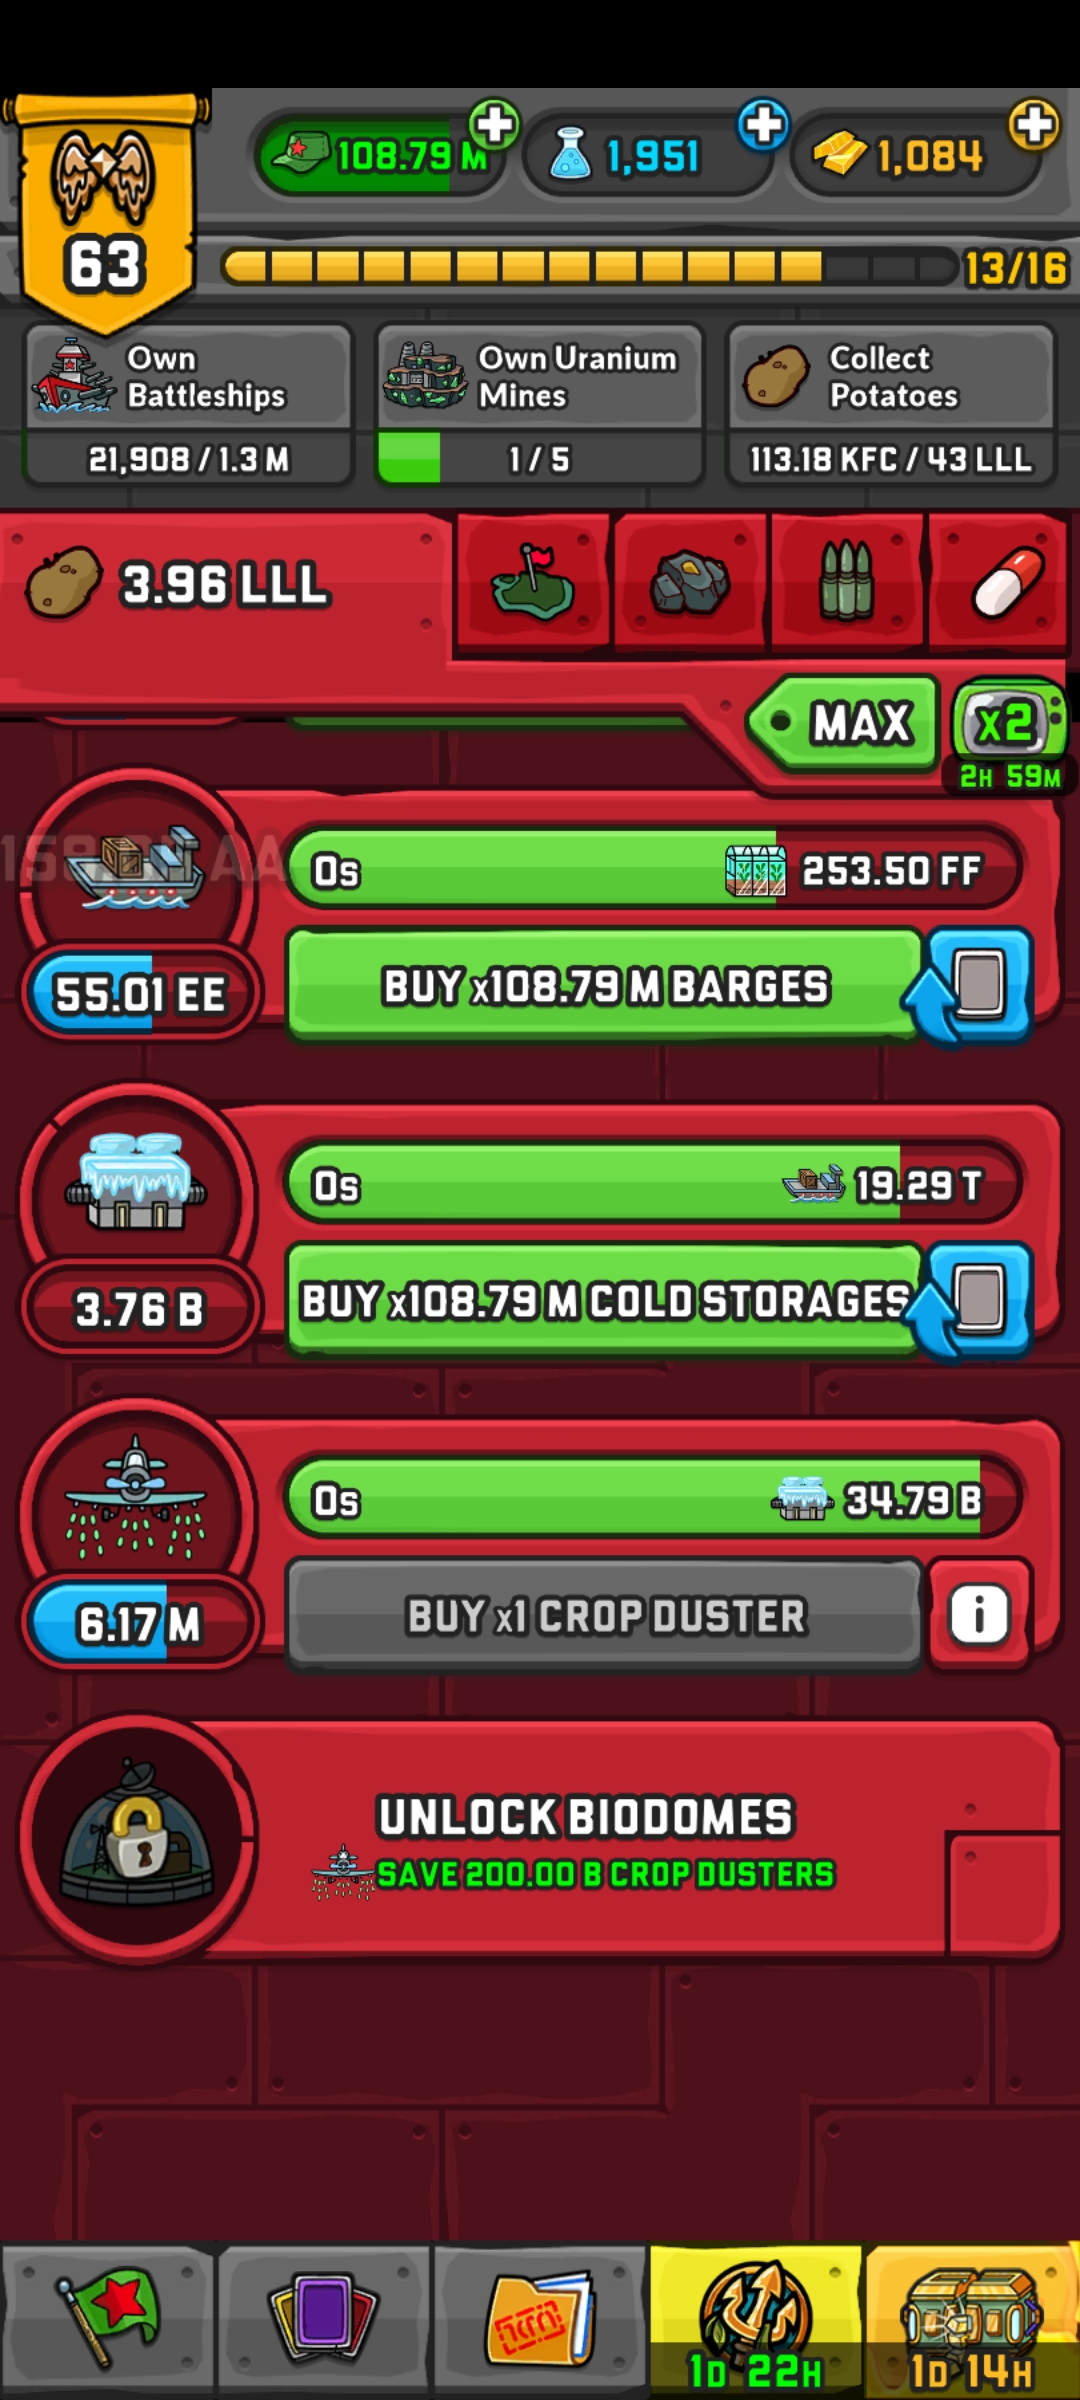 108.79 M
1,951
1,084
63
13/16
Own
Battleships
21,908 / 1.3 M
Own Uranium
Mines
1 / 5
Collect
Potatoes
113.18 KFC / 43 LLL
3.96 LLL
MAX
x2
2H 59M
0s
253.50 FF
55.01 EE
BUY x108.79 M BARGES
0s
19.29 T
3.76 B
BUY x108.79 M COLD STORAGES
0s
34.79 B
6.17 M
BUY x1 CROP DUSTER
i
UNLOCK BIODOMES
SAVE 200.00 B CROP DUSTERS
1D 22H
1D 14H